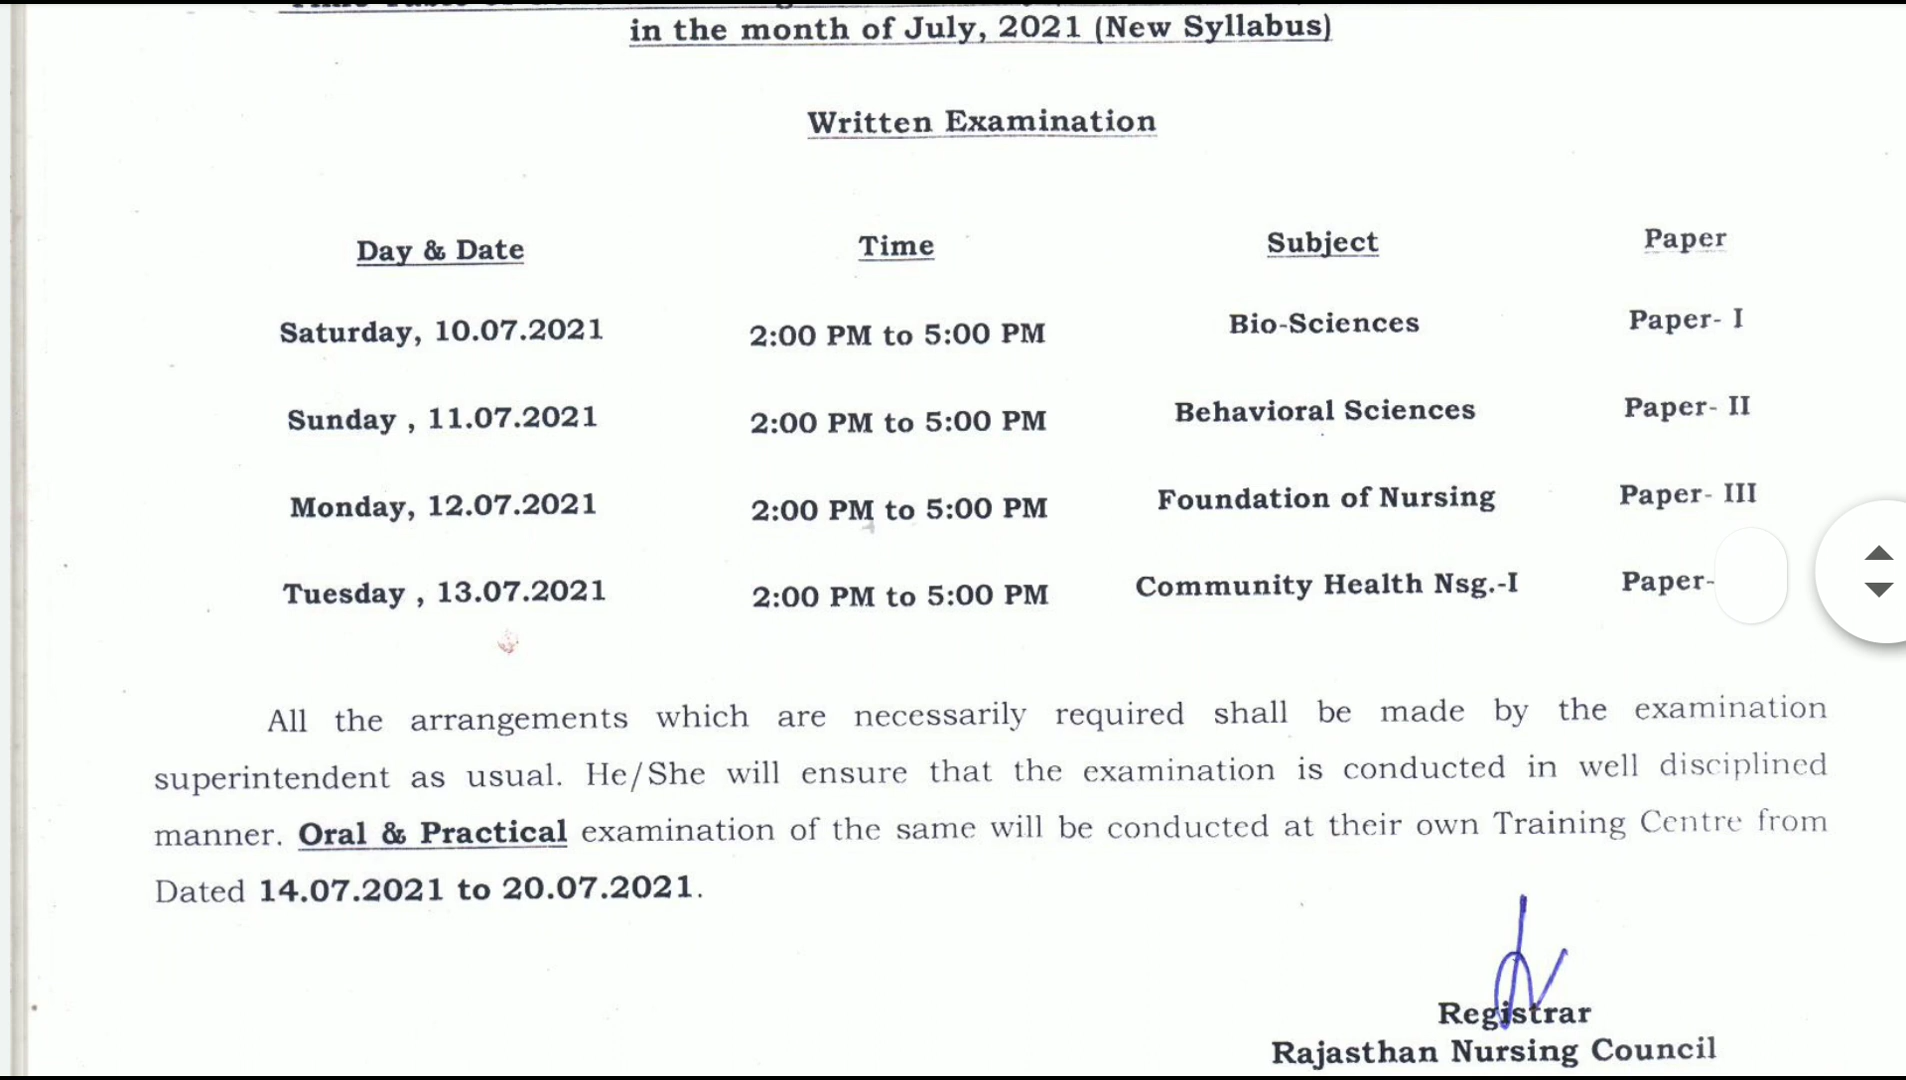 in the month of July, 2021 (New Syllabus)
Written Examination
Day & Date Time Subject Paper
Saturday, 10.07.2021 2:00 PM to 5:00 PM Bio-Sciences Paper- I
Sunday , 11.07.2021 2:00 PM to 5:00 PM Behavioral Sciences Paper- II
Monday, 12.07.2021 2:00 PM to 5:00 PM Foundation of Nursing Paper- III
Tuesday , 13.07.2021 2:00 PM to 5:00 PM Community Health Nsg.-I Paper-
All the arrangements which are necessarily required shall be made by the examination
superintendent as usual. He/She will ensure that the examination is conducted in well disciplined
manner. Oral & Practical examination of the same will be conducted at their own Training Centre from
Dated 14.07.2021 to 20.07.2021.
Registrar
Rajasthan Nursing Council